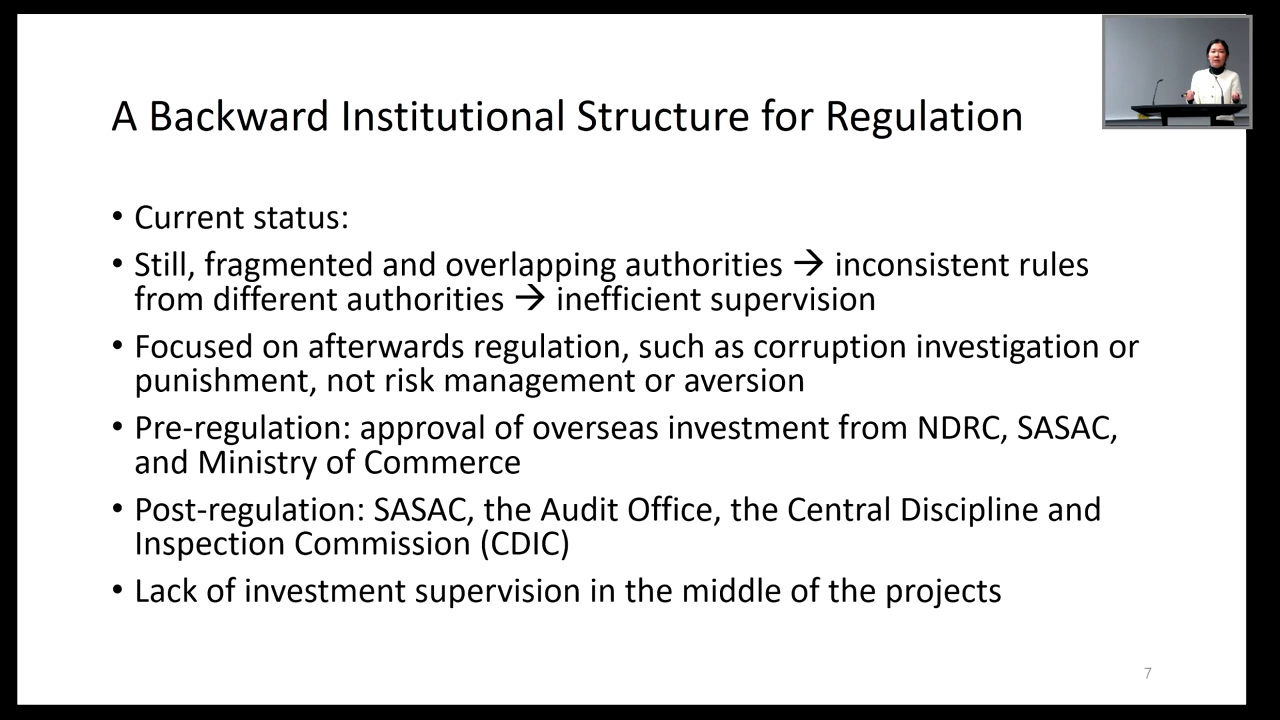 A Backward Institutional Structure for Regulation
• Current status:
• Still, fragmented and overlapping authorities → inconsistent rules
from different authorities → inefficient supervision
• Focused on afterwards regulation, such as corruption investigation or
punishment, not risk management or aversion
• Pre-regulation: approval of overseas investment from NDRC, SASAC,
and Ministry of Commerce
• Post-regulation: SASAC, the Audit Office, the Central Discipline and
Inspection Commission (CDIC)
• Lack of investment supervision in the middle of the projects
7